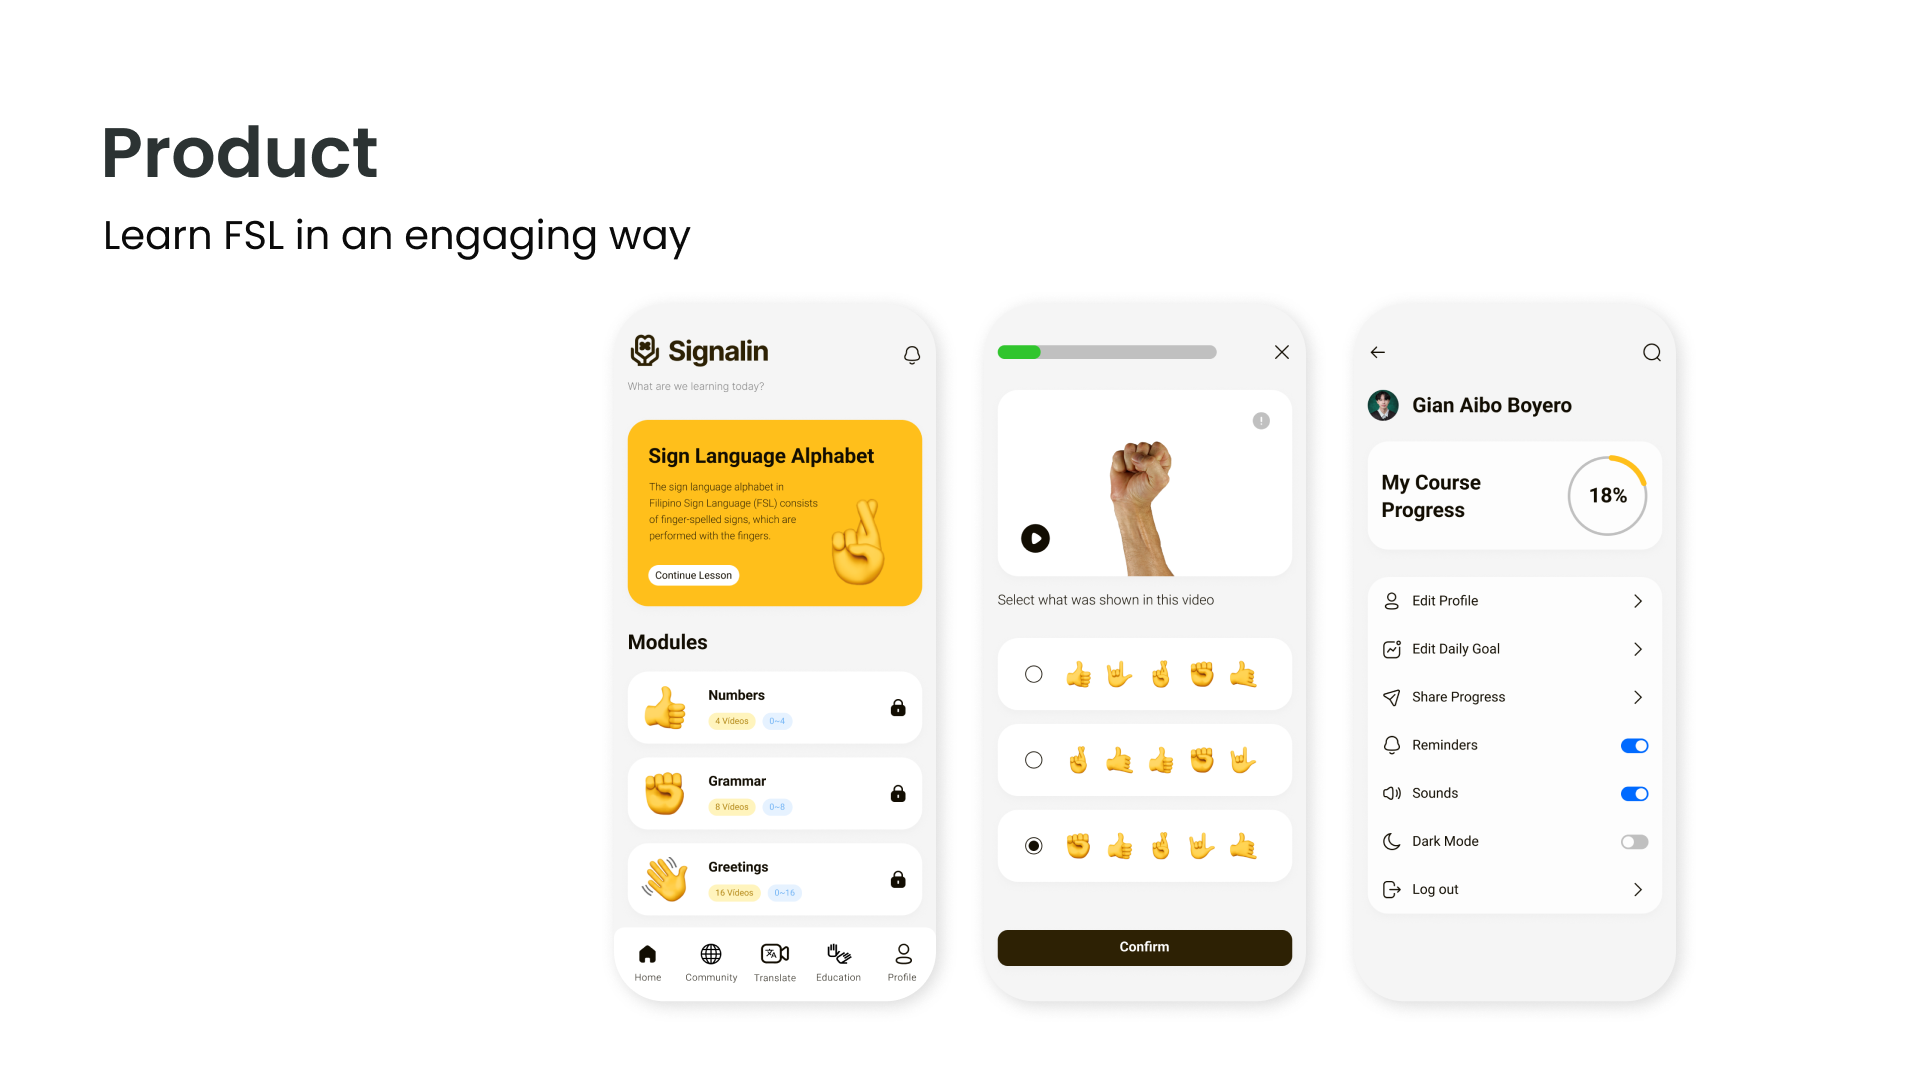 Product
Learn FSL in an engaging way
Signalin
What are we learning today?
Sign Language Alphabet
The sign language alphabet in
Filipino Sign Language (FSL) consists
of finger-spelled signs, which are
performed with the fingers.
Continue Lesson
Modules
Numbers
4 Videos 0~4
Grammar
8 Videos 0~8
Greetings
16 Videos 0~16
Home Community Translate Education Profile
Select what was shown in this video
Confirm
Gian Aibo Boyero
My Course
Progress
18%
Edit Profile
Edit Daily Goal
Share Progress
Reminders
Sounds
Dark Mode
Log out